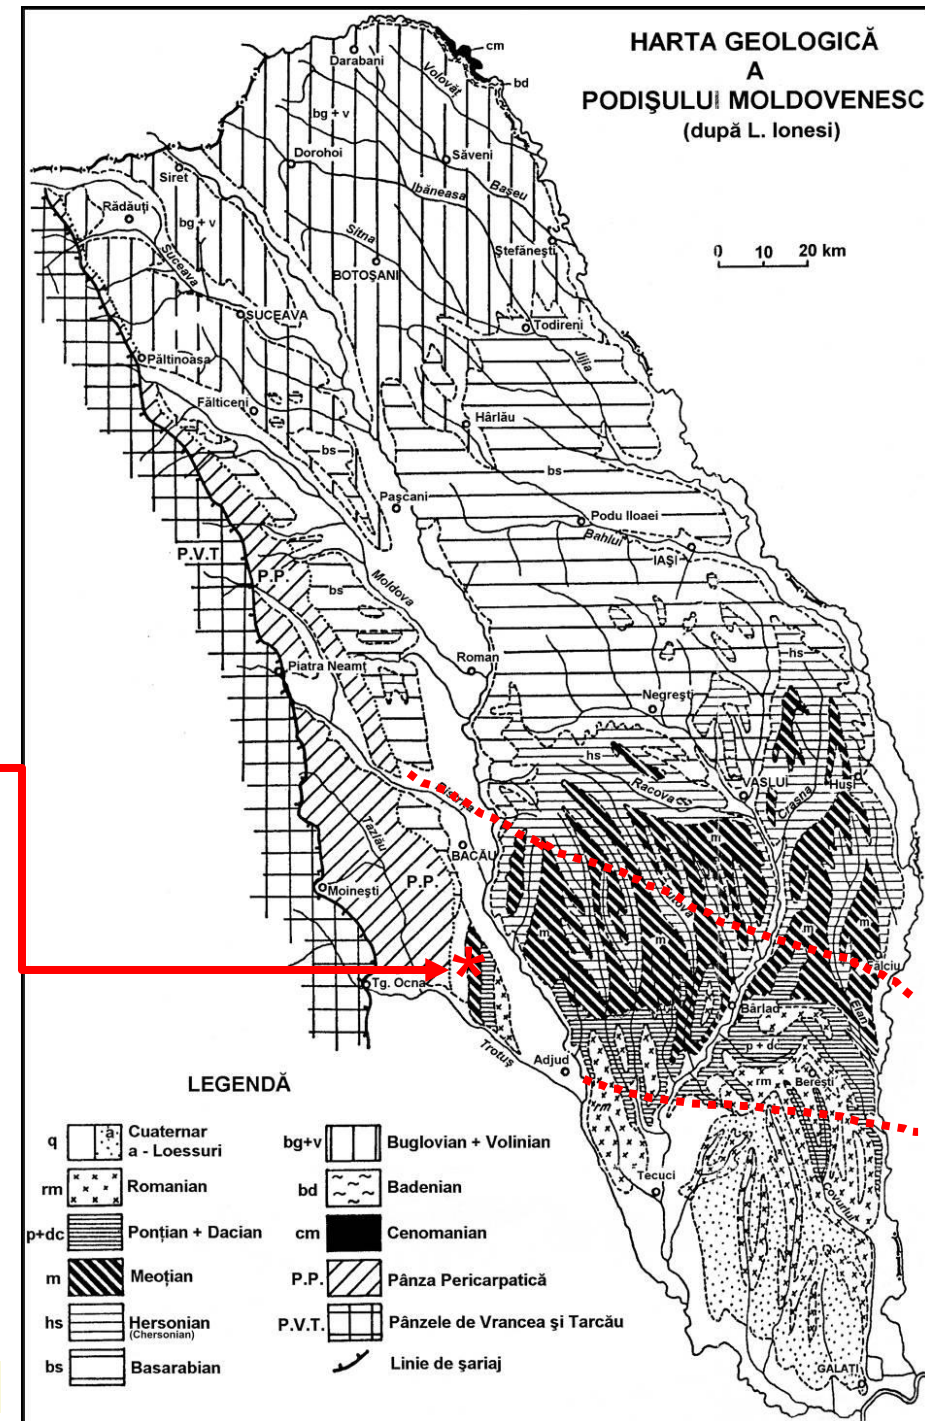 HARTA GEOLOGICĂ
A
PODIŞULUI MOLDOVENESC
(după L. Ionesi)
0 10 20 km
cm
bd
Darabani
Volovăţ
bg + v
Dorohoi
Săveni
Başeu
Ibăneasa
Siret
Rădăuţi
bg + v
Sitna
Ştefăneşti
Suceava
BOTOŞANI
SUCEAVA
Todireni
Jijia
Păltinoasa
Fălticeni
Hârlău
bs
bs
Paşcani
Podu Iloaei
Bahlui
IAŞI
P.V.T
P.P.
Moldova
bs
hs
Roman
Piatra Neamţ
Negreşti
hs
Racova
VASLUI
Crasna
Huşi
BACĂU
m
Tazlău
P.P.
Moineşti
m
m
m
m
Tg. Ocna
Bârlad
Elan
Trotuş
Adjud
p + dc
rm
Bereşti
rm
Tecuci
Covurlui
GALAŢI
LEGENDĂ
q
a
Cuaternar
a - Loessuri
rm Romanian
p+dc Ponţian + Dacian
m Meoţian
hs Hersonian
(Chersonian)
bs Basarabian
bg+v Buglovian + Volinian
bd Badenian
cm Cenomanian
P.P. Pânza Pericarpatică
P.V.T. Pânzele de Vrancea şi Tarcău
Linie de şariaj